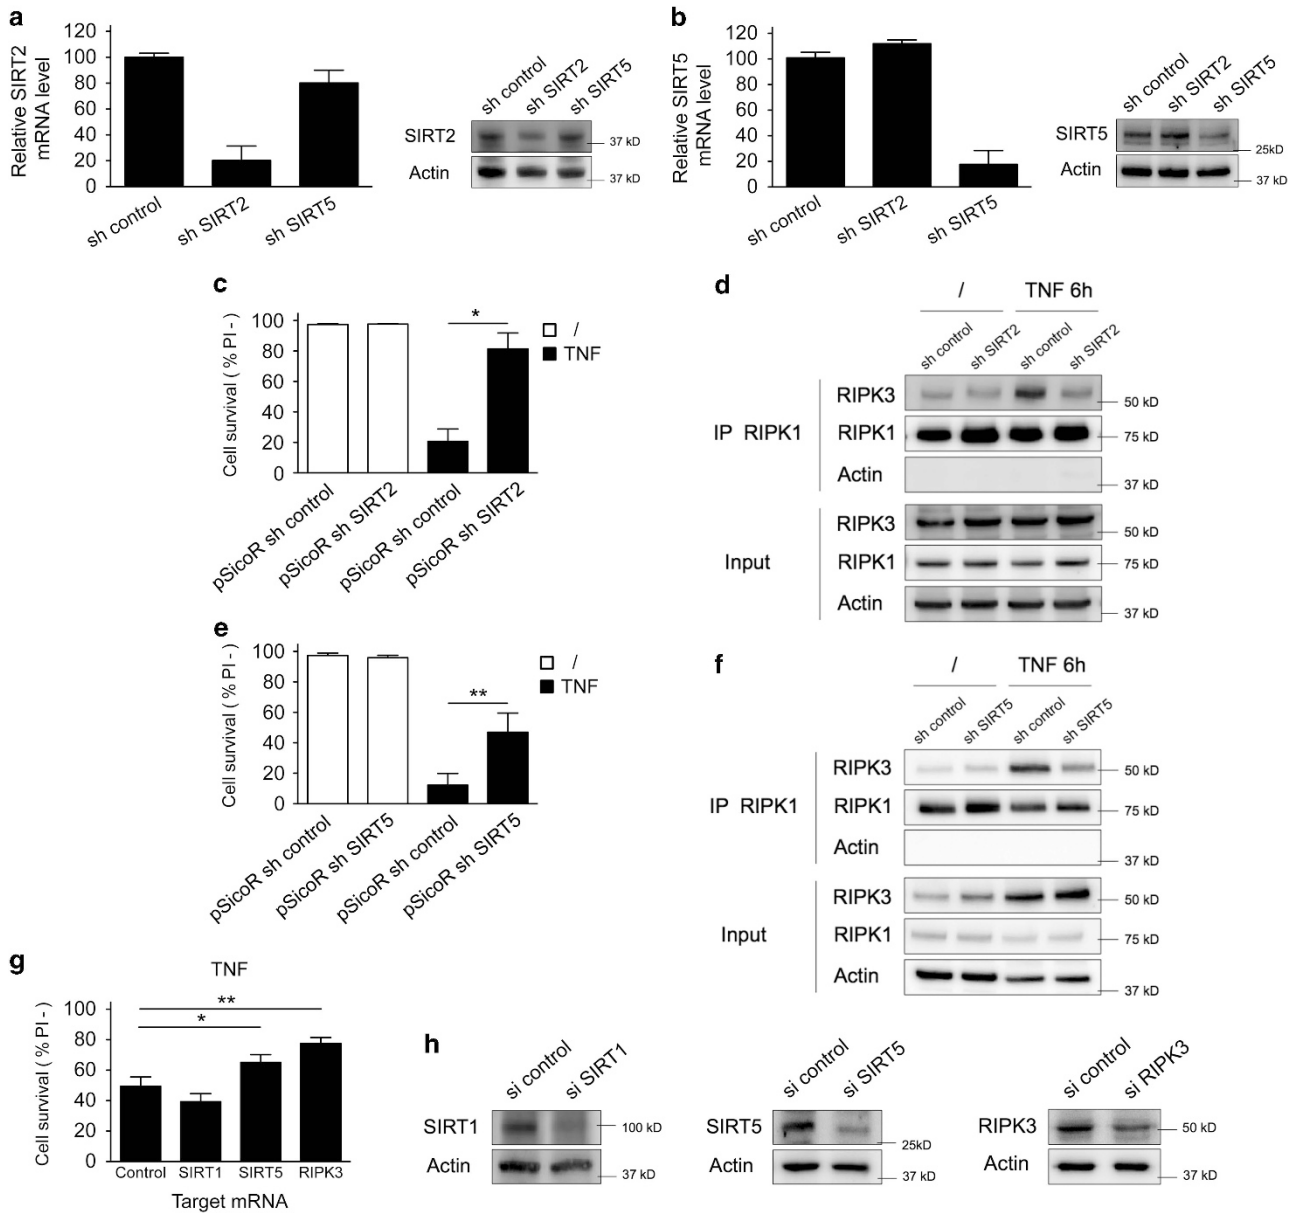 a
Relative SIRT2
mRNA level
120
100
80
60
40
20
0
sh control
sh SIRT2
sh SIRT5
sh control
sh SIRT2
sh SIRT5
SIRT2
37 kD
Actin
37 kD
b
Relative SIRT5
mRNA level
120
100
80
60
40
20
0
sh control
sh SIRT2
sh SIRT5
sh control
sh SIRT2
sh SIRT5
SIRT5
25kD
Actin
37 kD
c
Cell survival ( % PI - )
100
80
60
40
20
0
*
/
TNF
pSicoR sh control
pSicoR sh SIRT2
pSicoR sh control
pSicoR sh SIRT2
d
/
TNF 6h
sh control
sh SIRT2
sh control
sh SIRT2
IP RIPK1
RIPK3
50 kD
RIPK1
75 kD
Actin
37 kD
Input
RIPK3
50 kD
RIPK1
75 kD
Actin
37 kD
e
Cell survival ( % PI - )
100
80
60
40
20
0
**
/
TNF
pSicoR sh control
pSicoR sh SIRT5
pSicoR sh control
pSicoR sh SIRT5
f
/
TNF 6h
sh control
sh SIRT5
sh control
sh SIRT5
IP RIPK1
RIPK3
50 kD
RIPK1
75 kD
Actin
37 kD
Input
RIPK3
50 kD
RIPK1
75 kD
Actin
37 kD
g
TNF
Cell survival ( % PI - )
100
80
60
40
20
0
**
*
Control
SIRT1
SIRT5
RIPK3
Target mRNA
h
si control
si SIRT1
SIRT1
100 kD
Actin
37 kD
si control
si SIRT5
SIRT5
25kD
Actin
37 kD
si control
si RIPK3
RIPK3
50 kD
Actin
37 kD